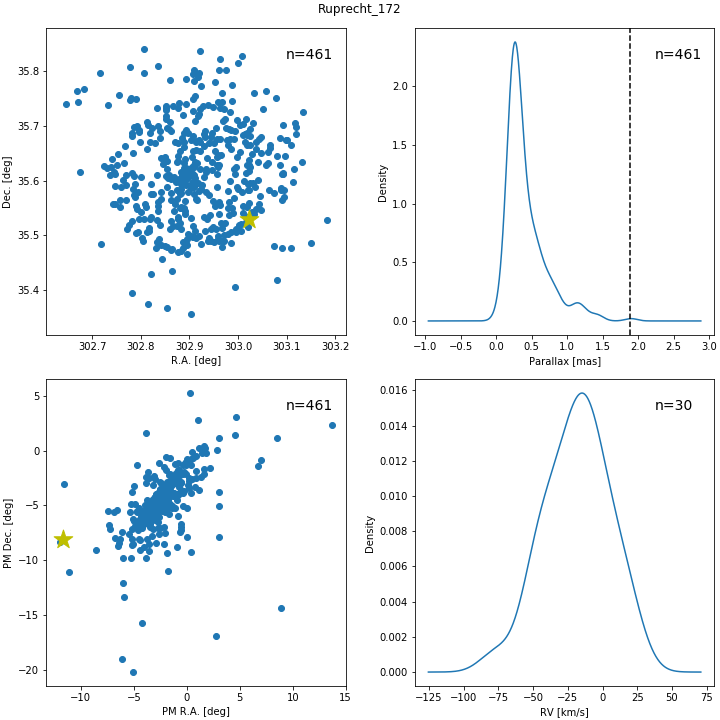 Ruprecht_172
n=461
35.8
35.7
35.6
35.5
35.4
Dec. [deg]
302.7 302.8 302.9 303.0 303.1 303.2
R.A. [deg]
n=461
2.0
1.5
1.0
0.5
0.0
Density
−1.0 −0.5 0.0 0.5 1.0 1.5 2.0 2.5 3.0
Parallax [mas]
n=461
5
0
−5
−10
−15
−20
PM Dec. [deg]
−10 −5 0 5 10 15
PM R.A. [deg]
n=30
0.016
0.014
0.012
0.010
0.008
0.006
0.004
0.002
0.000
Density
−125 −100 −75 −50 −25 0 25 50 75
RV [km/s]